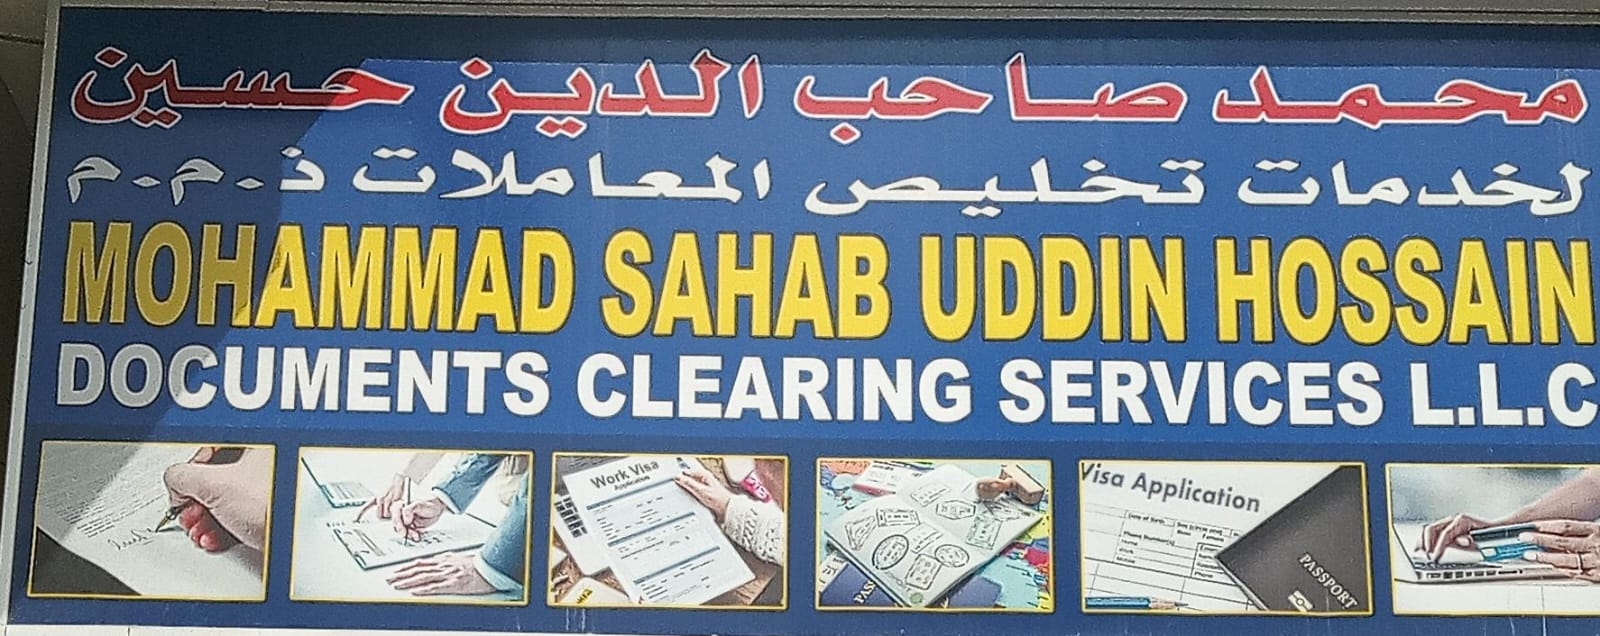 محمد صاحب الدين حسين
لخدمات تخليص المعاملات ذ.م.م
MOHAMMAD SAHAB UDDIN HOSSAIN
DOCUMENTS CLEARING SERVICES L.L.C
Work Visa
Application
PAS
Visa Application
PASSPORT